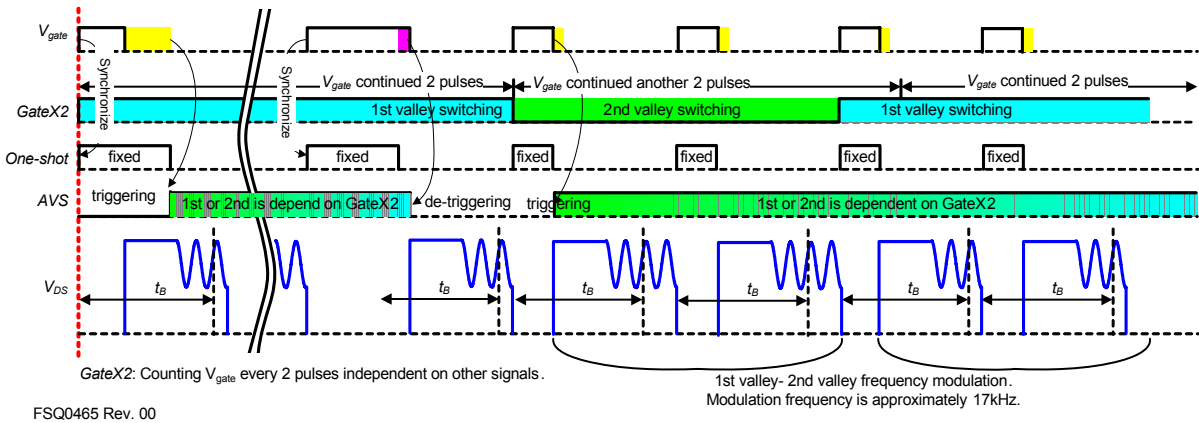 Vgate
Synchronize
Synchronize
Vgate continued 2 pulses
Vgate continued another 2 pulses
Vgate continued 2 pulses
GateX2
1st valley switching
2nd valley switching
1st valley switching
One-shot
fixed
fixed
fixed
fixed
fixed
fixed
AVS
triggering
1st or 2nd is depend on GateX2
de-triggering
triggering
1st or 2nd is dependent on GateX2
VDS
tB
tB
tB
tB
tB
tB
GateX2: Counting Vgate every 2 pulses independent on other signals.
1st valley- 2nd valley frequency modulation.
Modulation frequency is approximately 17kHz.
FSQ0465 Rev. 00